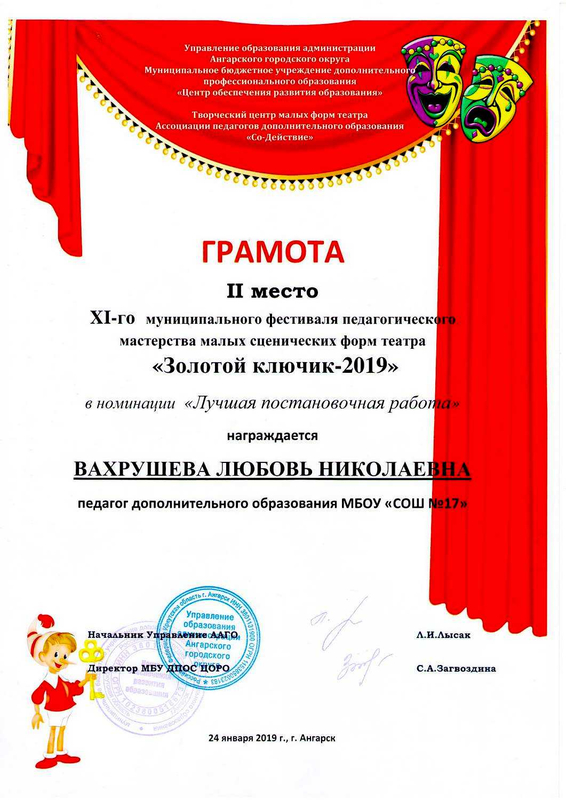 Управление образования администрации
Ангарского городского округа
Муниципальное бюджетное учреждение дополнительного
профессионального образования
«Центр обеспечения развития образования»
Творческий центр малых форм театра
Ассоциации педагогов дополнительного образования
«Со-Действие»
ГРАМОТА
II место
XI-го муниципального фестиваля педагогического
мастерства малых сценических форм театра
«Золотой ключик-2019»
в номинации «Лучшая постановочная работа»
награждается
ВАХРУШЕВА ЛЮБОВЬ НИКОЛАЕВНА
педагог дополнительного образования МБОУ «СОШ №17»
Управление
образования
администрации
Ангарского
городского
округа
Начальник Управление ААГО
Л.И.Лысак
Директор МБУ ДПОС ЦОРО
С.А.Загвоздина
24 января 2019 г., г. Ангарск